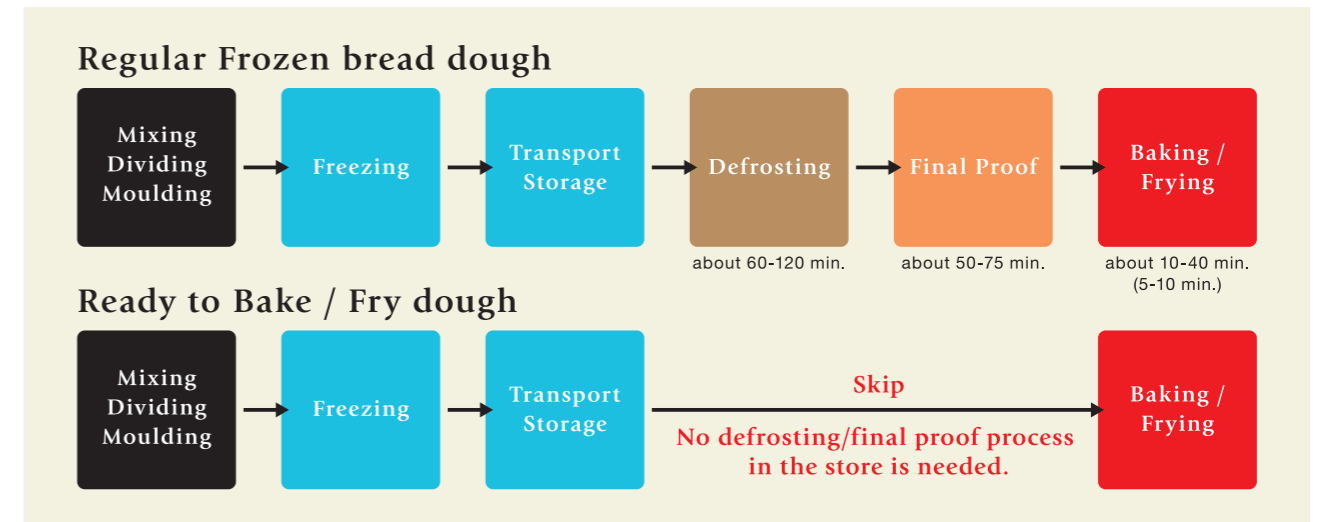 Regular Frozen bread dough
Mixing
Dividing
Moulding
Freezing
Transport
Storage
Defrosting
Final Proof
Baking /
Frying
about 60-120 min.
about 50-75 min.
about 10-40 min.
(5-10 min.)
Ready to Bake / Fry dough
Mixing
Dividing
Moulding
Freezing
Transport
Storage
Skip
No defrosting/final proof process
in the store is needed.
Baking /
Frying